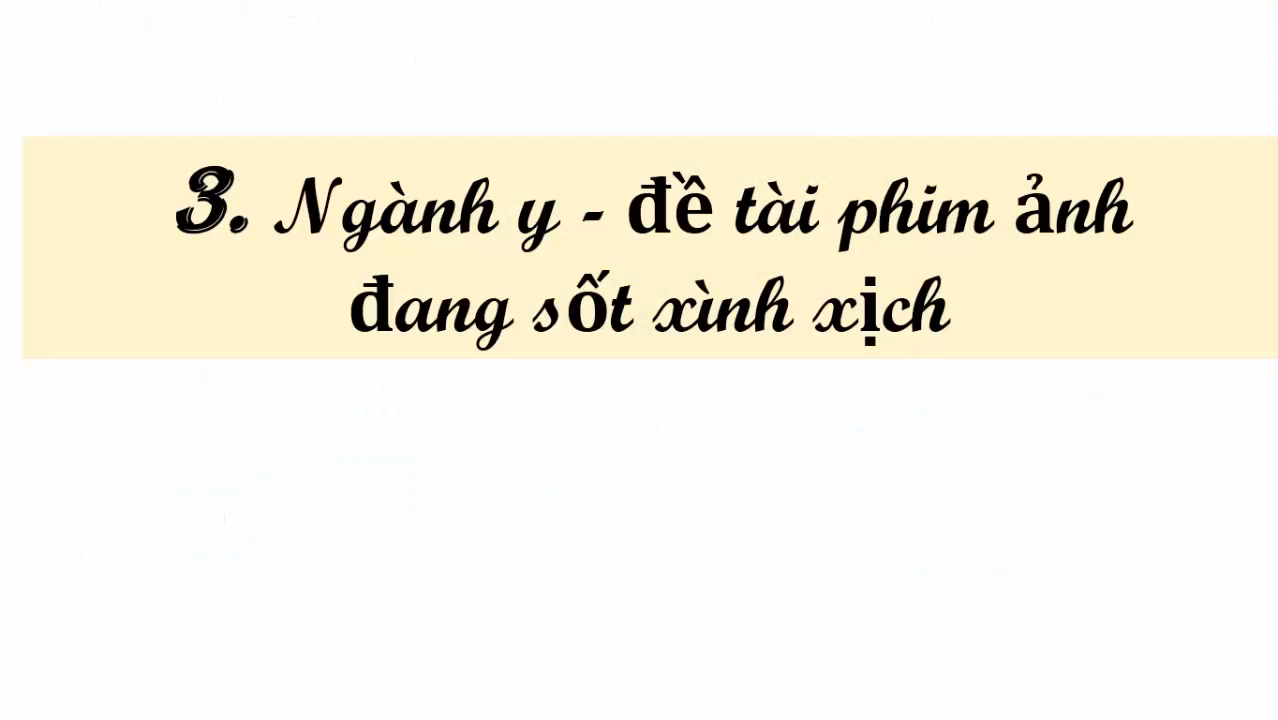 3. Ngành y - đề tài phim ảnh
đang sốt xình xịch